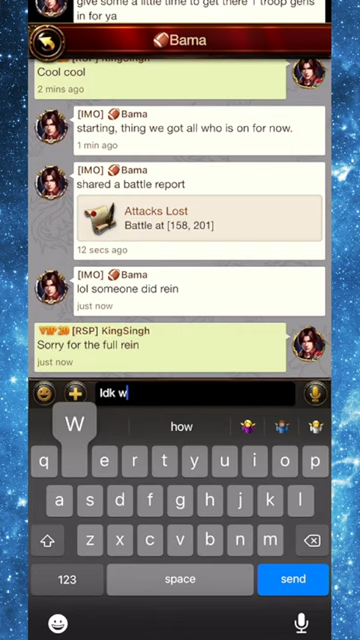 give some a little time to get there 1 troop gens
in for ya
Bama
KingSingh
Cool cool
2 mins ago
[IMO] Bama
starting, thing we got all who is on for now.
1 min ago
[IMO] Bama
shared a battle report
Attacks Lost
Battle at [158, 201]
12 secs ago
[IMO] Bama
lol someone did rein
just now
VIP 20 [RSP] KingSingh
Sorry for the full rein
just now
Idk w
W
how
q e r t y u i o p
a s d f g h j k l
z x c v b n m
123 space send